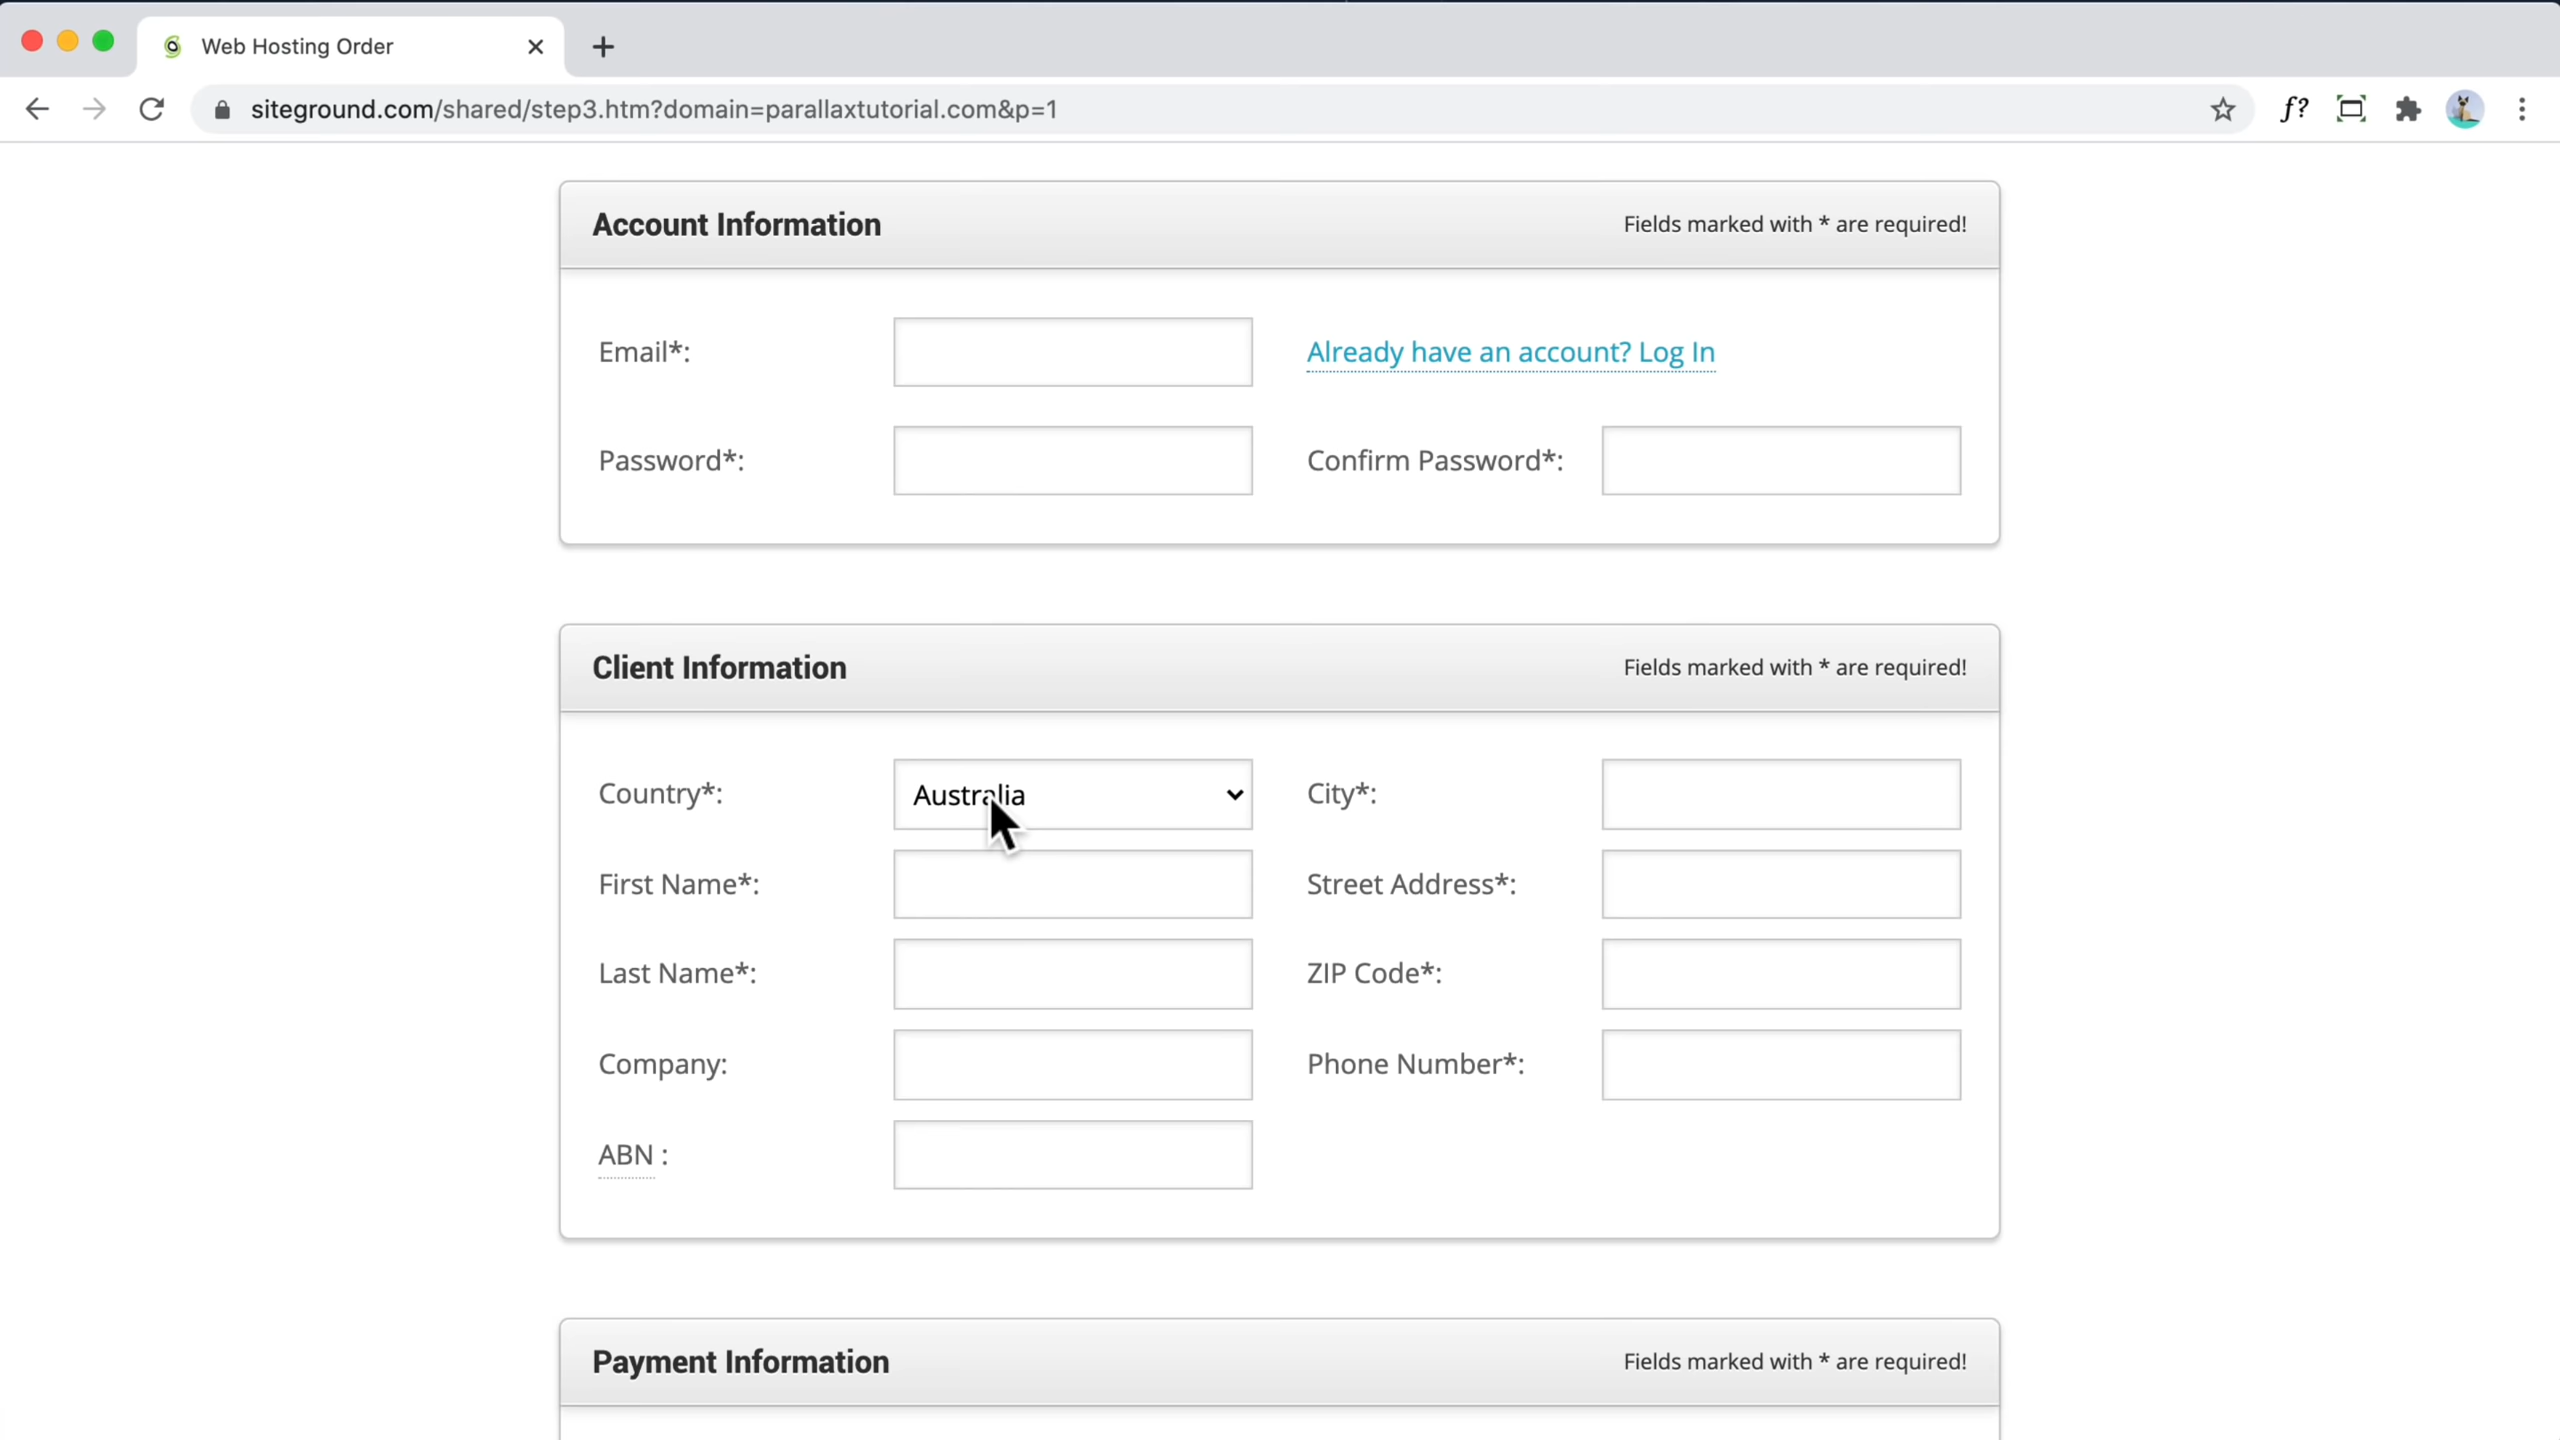 Web Hosting Order
siteground.com/shared/step3.htm?domain=parallaxtutorial.com&p=1
f?
Account Information
Fields marked with * are required!
Email*:
Already have an account? Log In
Password*:
Confirm Password*:
Client Information
Fields marked with * are required!
Country*:
Australia
City*:
First Name*:
Street Address*:
Last Name*:
ZIP Code*:
Company:
Phone Number*:
ABN :
Payment Information
Fields marked with * are required!